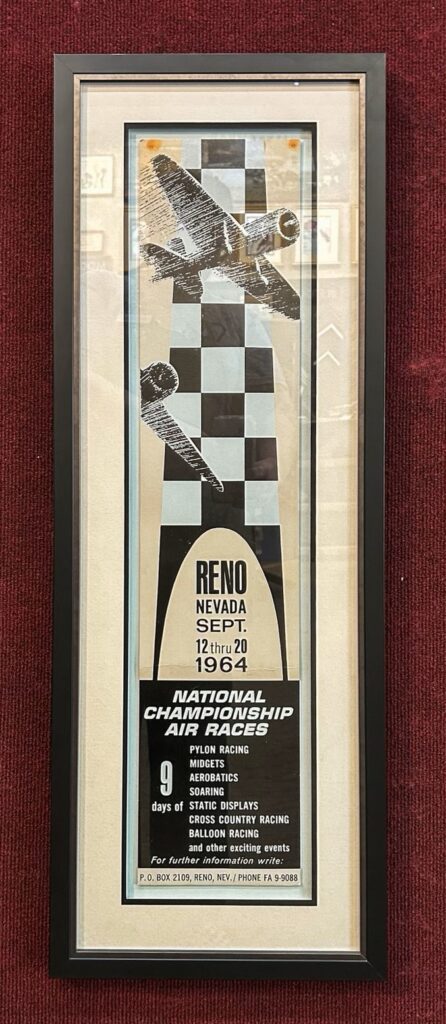 RENO
NEVADA
SEPT.
12 thru 20
1964
NATIONAL
CHAMPIONSHIP
AIR RACES
9
days of
PYLON RACING
MIDGETS
AEROBATICS
SOARING
STATIC DISPLAYS
CROSS COUNTRY RACING
BALLOON RACING
and other exciting events
For further information write:
P.O. BOX 2109, RENO, NEV. / PHONE FA 9-9088